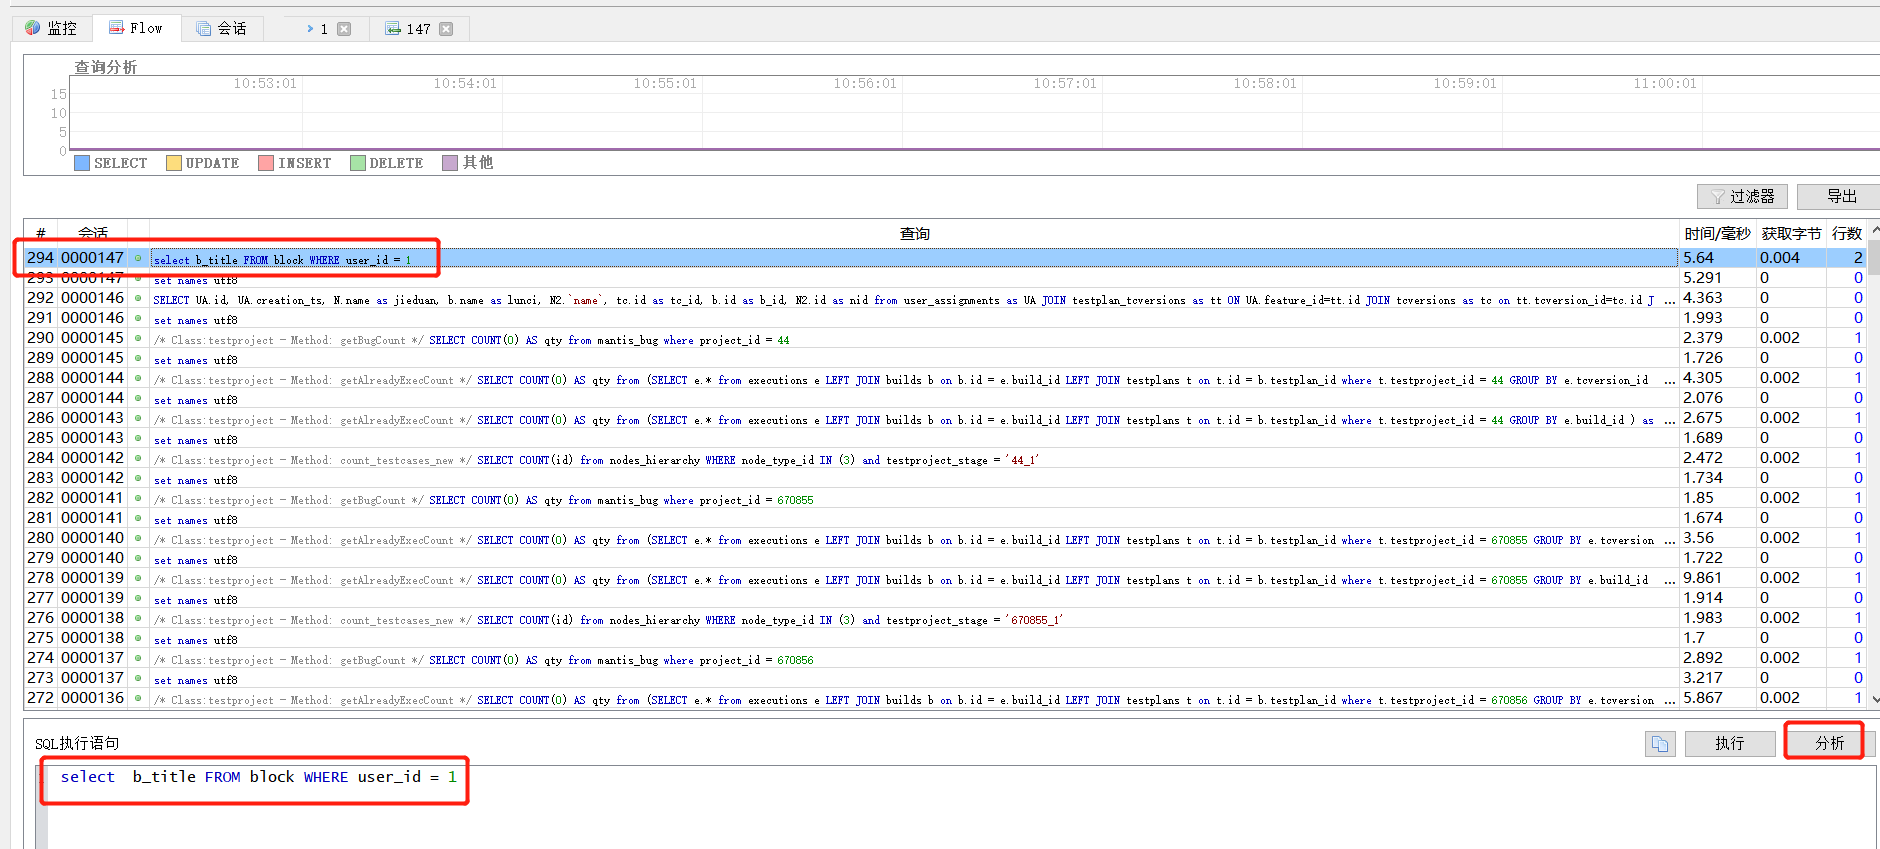 监控 Flow 会话 1 147
查询分析
10:53:01 10:54:01 10:55:01 10:56:01 10:57:01 10:58:01 10:59:01 11:00:01
15
10
5
0
SELECT UPDATE INSERT DELETE 其他
过滤器 导出
# 会话 查询 时间/毫秒 获取字节 行数
294 0000147 select b_title FROM block WHERE user_id = 1 5.64 0.004 2
293 0000147 set names utf8 5.291 0 0
292 0000146 SELECT UA.id, UA.creation_ts, N.name as jieduan, b.name as lunci, N2.`name`, tc.id as tc_id, b.id as b_id, N2.id as nid from user_assignments as UA JOIN testplan_tcversions as tt ON UA.feature_id=tt.id JOIN tcversions as tc on tt.tcversion_id=tc.id J ... 4.363 0 0
291 0000146 set names utf8 1.993 0 0
290 0000145 /* Class:testproject - Method: getBugCount */ SELECT COUNT(0) AS qty from mantis_bug where project_id = 44 2.379 0.002 1
289 0000145 set names utf8 1.726 0 0
288 0000144 /* Class:testproject - Method: getAlreadyExecCount */ SELECT COUNT(0) AS qty from (SELECT e.* from executions e LEFT JOIN builds b on b.id = e.build_id LEFT JOIN testplans t on t.id = b.testplan_id where t.testproject_id = 44 GROUP BY e.tcversion_id ... 4.305 0.002 1
287 0000144 set names utf8 2.076 0 0
286 0000143 /* Class:testproject - Method: getAlreadyExecCount */ SELECT COUNT(0) AS qty from (SELECT e.* from executions e LEFT JOIN builds b on b.id = e.build_id LEFT JOIN testplans t on t.id = b.testplan_id where t.testproject_id = 44 GROUP BY e.build_id ) as ... 2.675 0.002 1
285 0000143 set names utf8 1.689 0 0
284 0000142 /* Class:testproject - Method: count_testcases_new */ SELECT COUNT(id) from nodes_hierarchy WHERE node_type_id IN (3) and testproject_stage = '44_1' 2.472 0.002 1
283 0000142 set names utf8 1.734 0 0
282 0000141 /* Class:testproject - Method: getBugCount */ SELECT COUNT(0) AS qty from mantis_bug where project_id = 670855 1.85 0.002 1
281 0000141 set names utf8 1.674 0 0
280 0000140 /* Class:testproject - Method: getAlreadyExecCount */ SELECT COUNT(0) AS qty from (SELECT e.* from executions e LEFT JOIN builds b on b.id = e.build_id LEFT JOIN testplans t on t.id = b.testplan_id where t.testproject_id = 670855 GROUP BY e.tcversion ... 3.56 0.002 1
279 0000140 set names utf8 1.722 0 0
278 0000139 /* Class:testproject - Method: getAlreadyExecCount */ SELECT COUNT(0) AS qty from (SELECT e.* from executions e LEFT JOIN builds b on b.id = e.build_id LEFT JOIN testplans t on t.id = b.testplan_id where t.testproject_id = 670855 GROUP BY e.build_id ... 9.861 0.002 1
277 0000139 set names utf8 1.914 0 0
276 0000138 /* Class:testproject - Method: count_testcases_new */ SELECT COUNT(id) from nodes_hierarchy WHERE node_type_id IN (3) and testproject_stage = '670855_1' 1.983 0.002 1
275 0000138 set names utf8 1.7 0 0
274 0000137 /* Class:testproject - Method: getBugCount */ SELECT COUNT(0) AS qty from mantis_bug where project_id = 670856 2.892 0.002 1
273 0000137 set names utf8 3.217 0 0
272 0000136 /* Class:testproject - Method: getAlreadyExecCount */ SELECT COUNT(0) AS qty from (SELECT e.* from executions e LEFT JOIN builds b on b.id = e.build_id LEFT JOIN testplans t on t.id = b.testplan_id where t.testproject_id = 670856 GROUP BY e.tcversion ... 5.867 0.002 1
SQL执行语句 执行 分析
select b_title FROM block WHERE user_id = 1